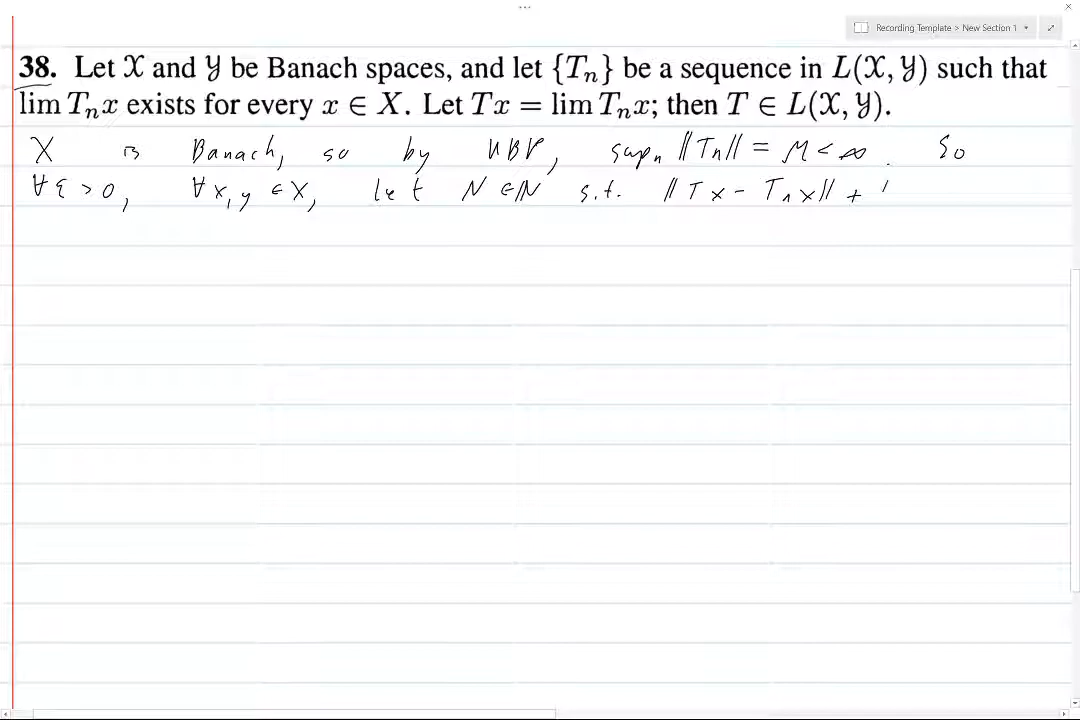 Recording Template > New Section 1
38. Let 𝒳 and 𝒴 be Banach spaces, and let {Tₙ} be a sequence in L(𝒳, 𝒴) such that
lim Tₙx exists for every x ∈ X. Let Tx = lim Tₙx; then T ∈ L(𝒳, 𝒴).
X is Banach, so by UBP, supₙ ||Tₙ|| = M < ∞. So
∀ε > 0, ∀x, y ∈ X, let N ∈ ℕ s.t. ||Tx - Tₙx|| +